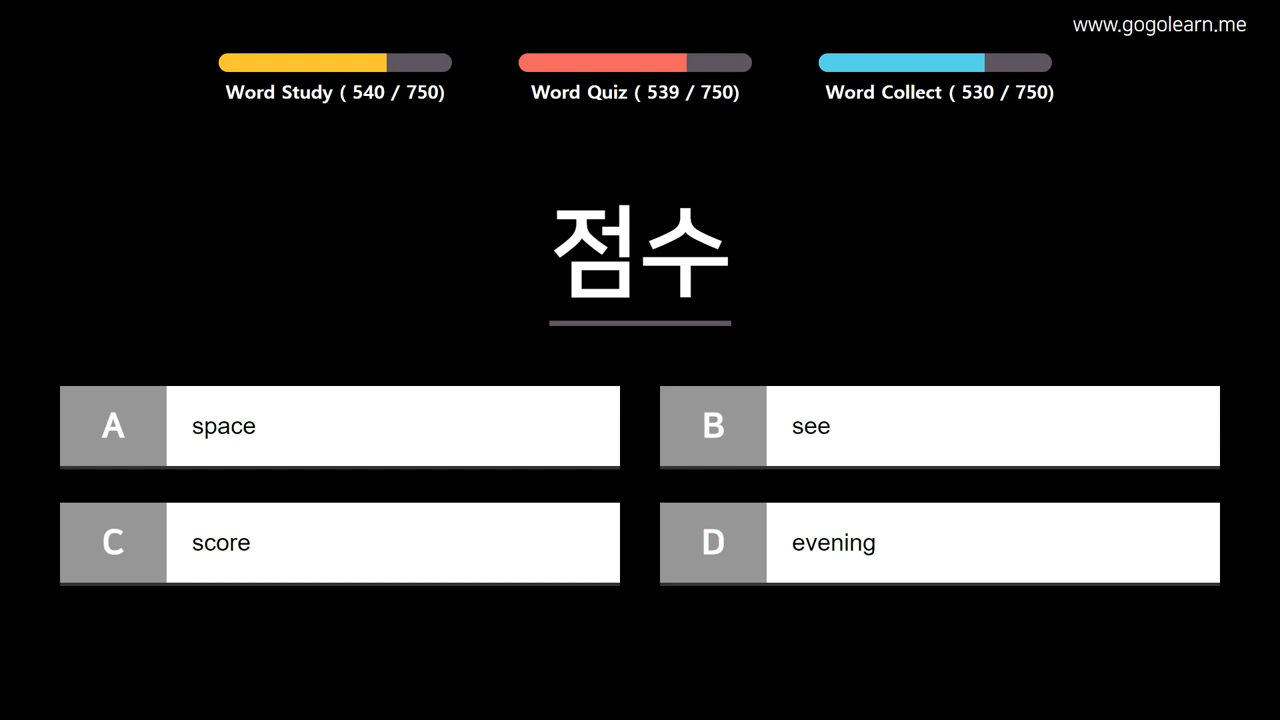 www.gogolearn.me
Word Study ( 540 / 750)
Word Quiz ( 539 / 750)
Word Collect ( 530 / 750)
점수
A space
B see
C score
D evening